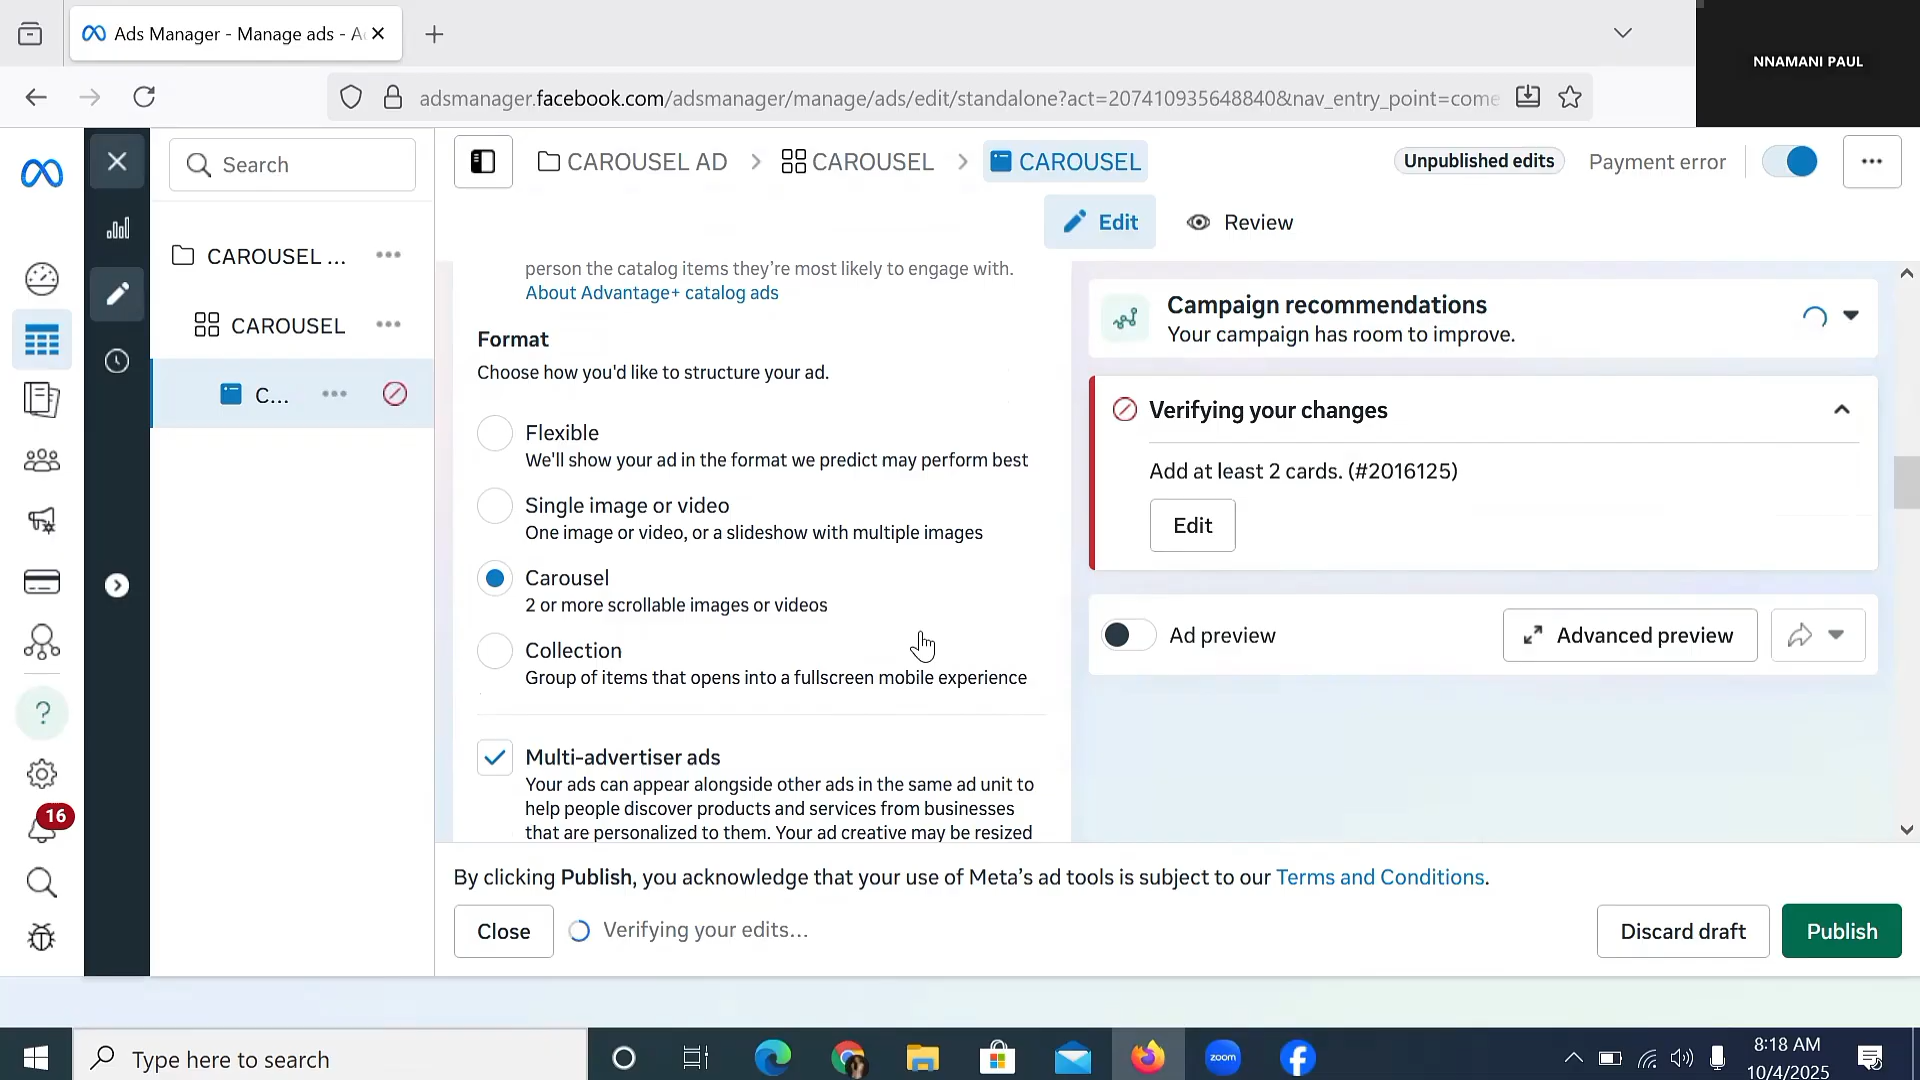 Ads Manager - Manage ads - A
NNAMANI PAUL
adsmanager.facebook.com/adsmanager/manage/ads/edit/standalone?act=207410935648840&nav_entry_point=come
Search
CAROUSEL AD
CAROUSEL
CAROUSEL
Unpublished edits
Payment error
Edit
Review
CAROUSEL ...
CAROUSEL
C...
person the catalog items they're most likely to engage with.
About Advantage+ catalog ads
Format
Choose how you'd like to structure your ad.
Flexible
We'll show your ad in the format we predict may perform best
Single image or video
One image or video, or a slideshow with multiple images
Carousel
2 or more scrollable images or videos
Collection
Group of items that opens into a fullscreen mobile experience
Multi-advertiser ads
Your ads can appear alongside other ads in the same ad unit to
help people discover products and services from businesses
that are personalized to them. Your ad creative may be resized
Campaign recommendations
Your campaign has room to improve.
Verifying your changes
Add at least 2 cards. (#2016125)
Edit
Ad preview
Advanced preview
16
By clicking Publish, you acknowledge that your use of Meta's ad tools is subject to our Terms and Conditions.
Close
Verifying your edits...
Discard draft
Publish
Type here to search
zoom
8:18 AM
10/4/2025